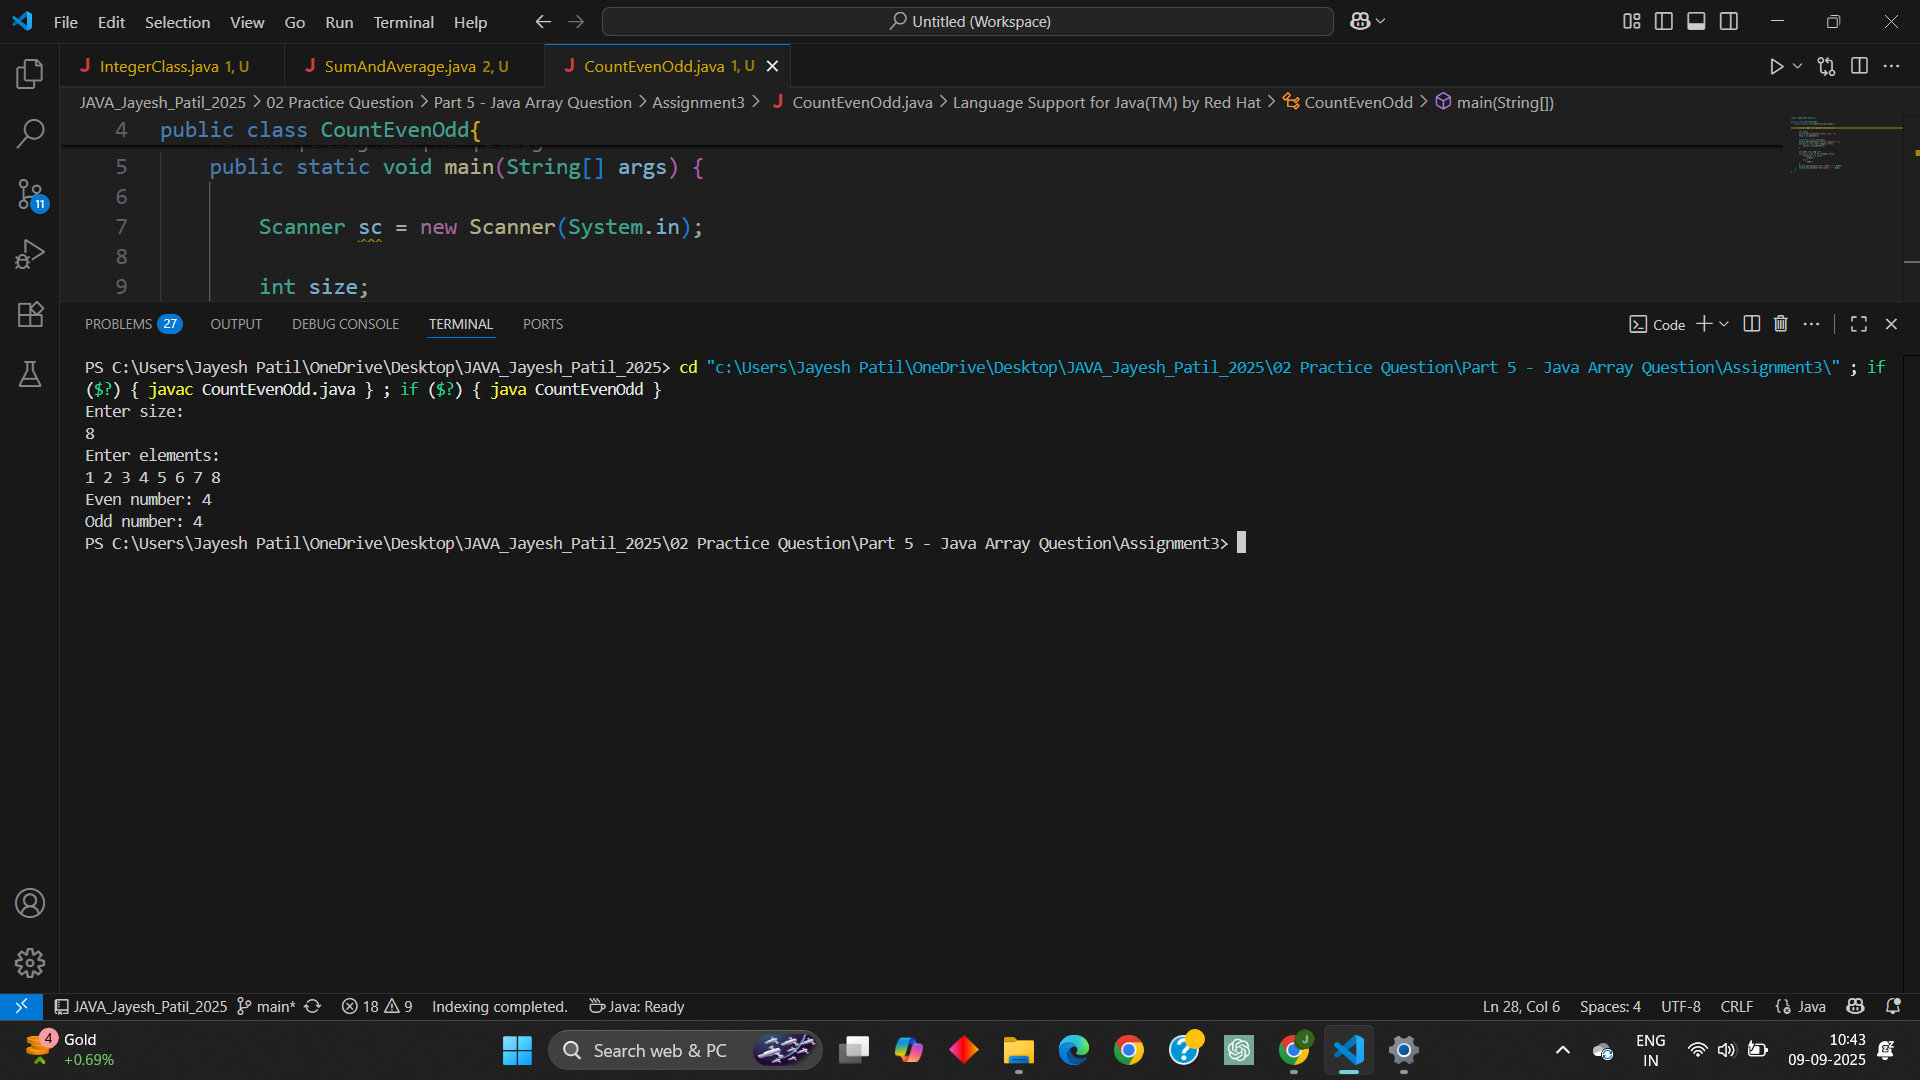 File Edit Selection View Go Run Terminal Help Untitled (Workspace)
IntegerClass.java 1, U SumAndAverage.java 2, U CountEvenOdd.java 1, U
JAVA_Jayesh_Patil_2025 > 02 Practice Question > Part 5 - Java Array Question > Assignment3 > CountEvenOdd.java > Language Support for Java(TM) by Red Hat > CountEvenOdd > main(String[])
4 public class CountEvenOdd{
5 public static void main(String[] args) {
6
7 Scanner sc = new Scanner(System.in);
8
9 int size;
11
PROBLEMS 27 OUTPUT DEBUG CONSOLE TERMINAL PORTS Code
PS C:\Users\Jayesh Patil\OneDrive\Desktop\JAVA_Jayesh_Patil_2025> cd "c:\Users\Jayesh Patil\OneDrive\Desktop\JAVA_Jayesh_Patil_2025\02 Practice Question\Part 5 - Java Array Question\Assignment3\" ; if
($?) { javac CountEvenOdd.java } ; if ($?) { java CountEvenOdd }
Enter size:
8
Enter elements:
1 2 3 4 5 6 7 8
Even number: 4
Odd number: 4
PS C:\Users\Jayesh Patil\OneDrive\Desktop\JAVA_Jayesh_Patil_2025\02 Practice Question\Part 5 - Java Array Question\Assignment3>
JAVA_Jayesh_Patil_2025 main* 18 9 Indexing completed. Java: Ready Ln 28, Col 6 Spaces: 4 UTF-8 CRLF {} Java
4 Gold
+0.69%
Search web & PC
J
ENG
IN
10:43
09-09-2025